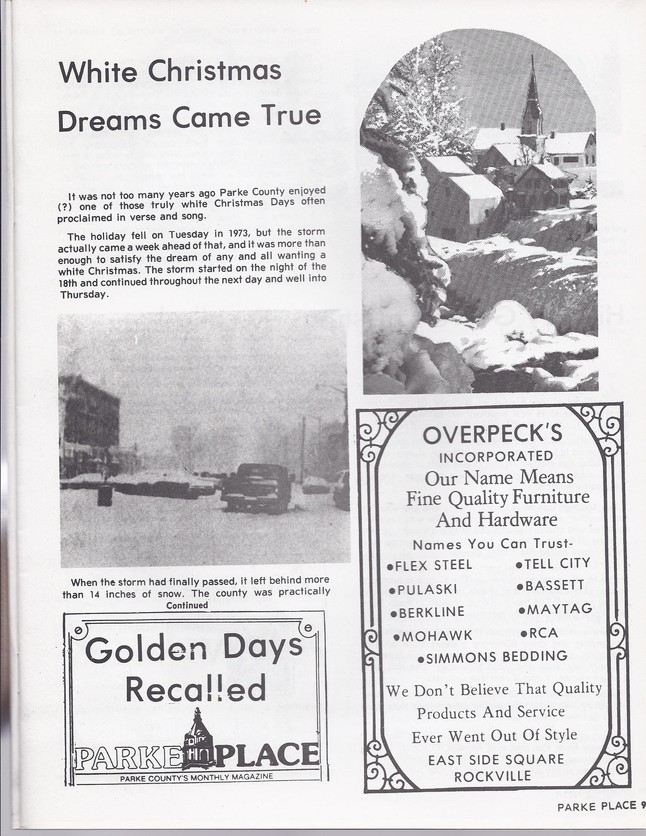 White Christmas
Dreams Came True
It was not too many years ago Parke County enjoyed
(?) one of those truly white Christmas Days often
proclaimed in verse and song.
The holiday fell on Tuesday in 1973, but the storm
actually came a week ahead of that, and it was more than
enough to satisfy the dream of any and all wanting a
white Christmas. The storm started on the night of the
18th and continued throughout the next day and well into
Thursday.
When the storm had finally passed, it left behind more
than 14 inches of snow. The county was practically
Continued
Golden Days
Recalled
PARKE PLACE
PARKE COUNTY'S MONTHLY MAGAZINE
OVERPECK'S
INCORPORATED
Our Name Means
Fine Quality Furniture
And Hardware
Names You Can Trust-
●FLEX STEEL ●TELL CITY
●PULASKI ●BASSETT
●BERKLINE ●MAYTAG
●MOHAWK ●RCA
●SIMMONS BEDDING
We Don't Believe That Quality
Products And Service
Ever Went Out Of Style
EAST SIDE SQUARE
ROCKVILLE
PARKE PLACE 9